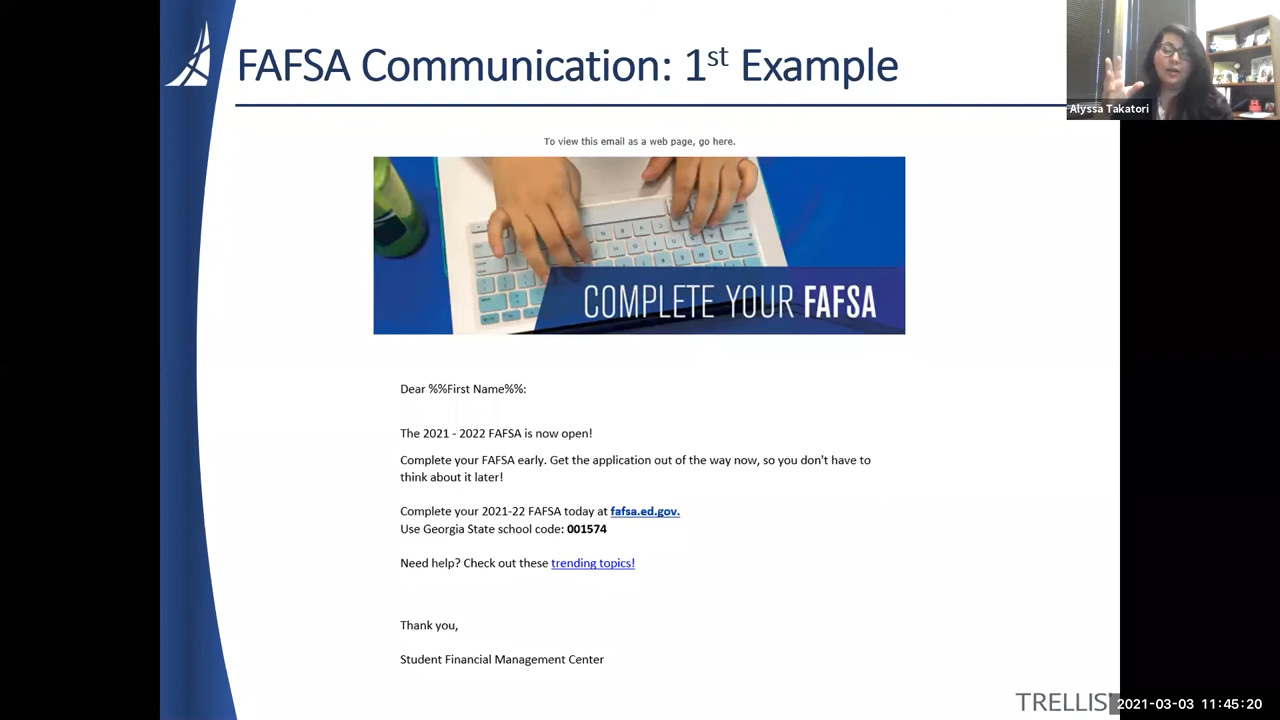 FAFSA Communication: 1st Example
Alyssa Takatori
To view this email as a web page, go here.
COMPLETE YOUR FAFSA
Dear %%First Name%%:
The 2021 - 2022 FAFSA is now open!
Complete your FAFSA early. Get the application out of the way now, so you don't have to
think about it later!
Complete your 2021-22 FAFSA today at fafsa.ed.gov.
Use Georgia State school code: 001574
Need help? Check out these trending topics!
Thank you,
Student Financial Management Center
TRELLIS
2021-03-03 11:45:20